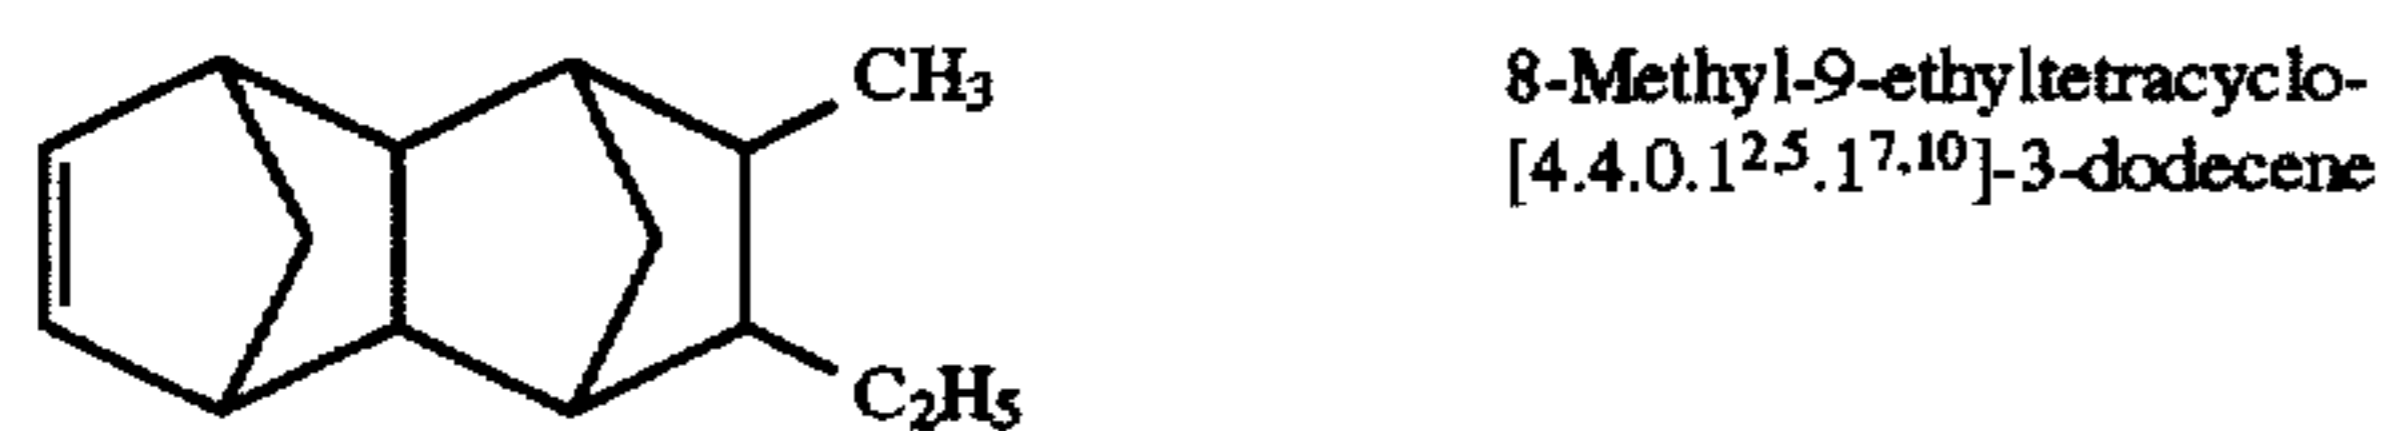 CH₃
8-Methyl-9-ethyltetracyclo-
[4.4.0.1²,⁵.1⁷,¹⁰]-3-dodecene
C₂H₅